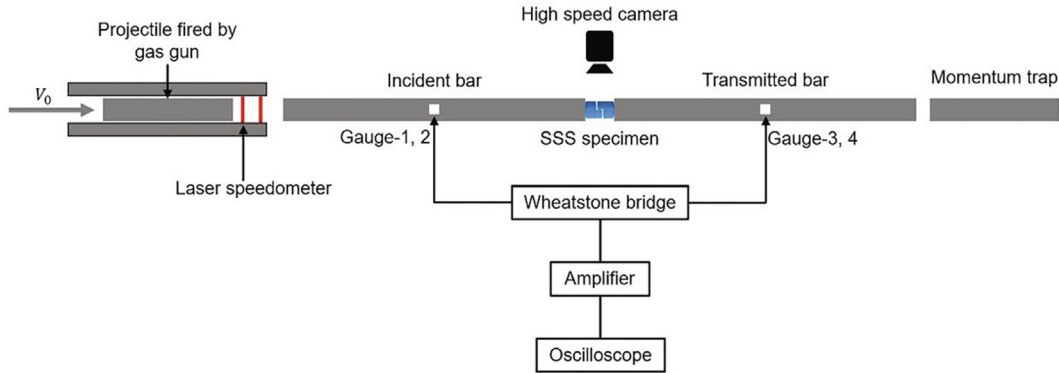 High speed camera
Projectile fired by
gas gun
V₀
Incident bar
Transmitted bar
Momentum trap
Gauge-1, 2
SSS specimen
Gauge-3, 4
Laser speedometer
Wheatstone bridge
Amplifier
Oscilloscope